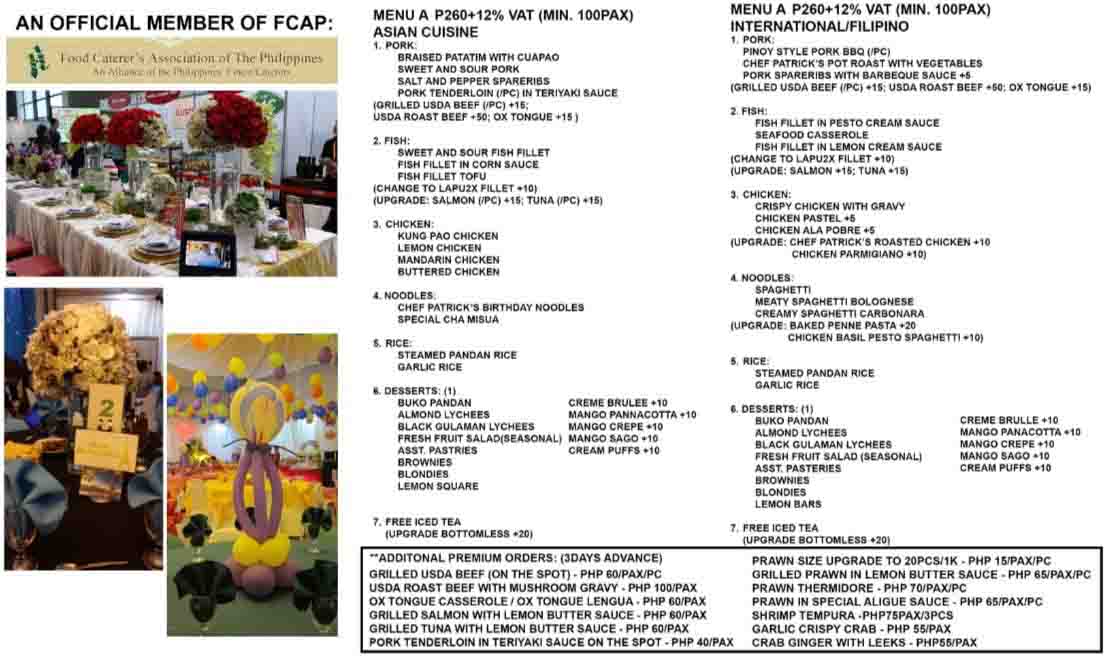 AN OFFICIAL MEMBER OF FCAP:
Food Caterer's Association of The Philippines
An Alliance of the Philippines' Finest Caterers
2
MENU A P260+12% VAT (MIN. 100PAX)
ASIAN CUISINE
1. PORK:
BRAISED PATATIM WITH CUAPAO
SWEET AND SOUR PORK
SALT AND PEPPER SPARERIBS
PORK TENDERLOIN (/PC) IN TERIYAKI SAUCE
(GRILLED USDA BEEF (/PC) +15;
USDA ROAST BEEF +50; OX TONGUE +15 )
2. FISH:
SWEET AND SOUR FISH FILLET
FISH FILLET IN CORN SAUCE
FISH FILLET TOFU
(CHANGE TO LAPU2X FILLET +10)
(UPGRADE: SALMON (/PC) +15; TUNA (/PC) +15)
3. CHICKEN:
KUNG PAO CHICKEN
LEMON CHICKEN
MANDARIN CHICKEN
BUTTERED CHICKEN
4. NOODLES:
CHEF PATRICK'S BIRTHDAY NOODLES
SPECIAL CHA MISUA
5. RICE:
STEAMED PANDAN RICE
GARLIC RICE
6. DESSERTS: (1)
BUKO PANDAN CREME BRULEE +10
ALMOND LYCHEES MANGO PANNACOTTA +10
BLACK GULAMAN LYCHEES MANGO CREPE +10
FRESH FRUIT SALAD(SEASONAL) MANGO SAGO +10
ASST. PASTRIES CREAM PUFFS +10
BROWNIES
BLONDIES
LEMON SQUARE
7. FREE ICED TEA
(UPGRADE BOTTOMLESS +20)
MENU A P260+12% VAT (MIN. 100PAX)
INTERNATIONAL/FILIPINO
1. PORK:
PINOY STYLE PORK BBQ (/PC)
CHEF PATRICK'S POT ROAST WITH VEGETABLES
PORK SPARERIBS WITH BARBEQUE SAUCE +5
(GRILLED USDA BEEF (/PC) +15; USDA ROAST BEEF +50; OX TONGUE +15)
2. FISH:
FISH FILLET IN PESTO CREAM SAUCE
SEAFOOD CASSEROLE
FISH FILLET IN LEMON CREAM SAUCE
(CHANGE TO LAPU2X FILLET +10)
(UPGRADE: SALMON +15; TUNA +15)
3. CHICKEN:
CRISPY CHICKEN WITH GRAVY
CHICKEN PASTEL +5
CHICKEN ALA POBRE +5
(UPGRADE: CHEF PATRICK'S ROASTED CHICKEN +10
CHICKEN PARMIGIANO +10)
4. NOODLES:
SPAGHETTI
MEATY SPAGHETTI BOLOGNESE
CREAMY SPAGHETTI CARBONARA
(UPGRADE: BAKED PENNE PASTA +20
CHICKEN BASIL PESTO SPAGHETTI +10)
5. RICE:
STEAMED PANDAN RICE
GARLIC RICE
6. DESSERTS: (1)
BUKO PANDAN CREME BRULLE +10
ALMOND LYCHEES MANGO PANACOTTA +10
BLACK GULAMAN LYCHEES MANGO CREPE +10
FRESH FRUIT SALAD (SEASONAL) MANGO SAGO +10
ASST. PASTERIES CREAM PUFFS +10
BROWNIES
BLONDIES
LEMON BARS
7. FREE ICED TEA
(UPGRADE BOTTOMLESS +20)
**ADDITONAL PREMIUM ORDERS: (3DAYS ADVANCE)
GRILLED USDA BEEF (ON THE SPOT) - PHP 60/PAX/PC
USDA ROAST BEEF WITH MUSHROOM GRAVY - PHP 100/PAX
OX TONGUE CASSEROLE / OX TONGUE LENGUA - PHP 60/PAX
GRILLED SALMON WITH LEMON BUTTER SAUCE - PHP 60/PAX
GRILLED TUNA WITH LEMON BUTTER SAUCE - PHP 60/PAX
PORK TENDERLOIN IN TERIYAKI SAUCE ON THE SPOT - PHP 40/PAX
PRAWN SIZE UPGRADE TO 20PCS/1K - PHP 15/PAX/PC
GRILLED PRAWN IN LEMON BUTTER SAUCE - PHP 65/PAX/PC
PRAWN THERMIDORE - PHP 70/PAX/PC
PRAWN IN SPECIAL ALIGUE SAUCE - PHP 65/PAX/PC
SHRIMP TEMPURA -PHP75PAX/3PCS
GARLIC CRISPY CRAB - PHP 55/PAX
CRAB GINGER WITH LEEKS - PHP55/PAX